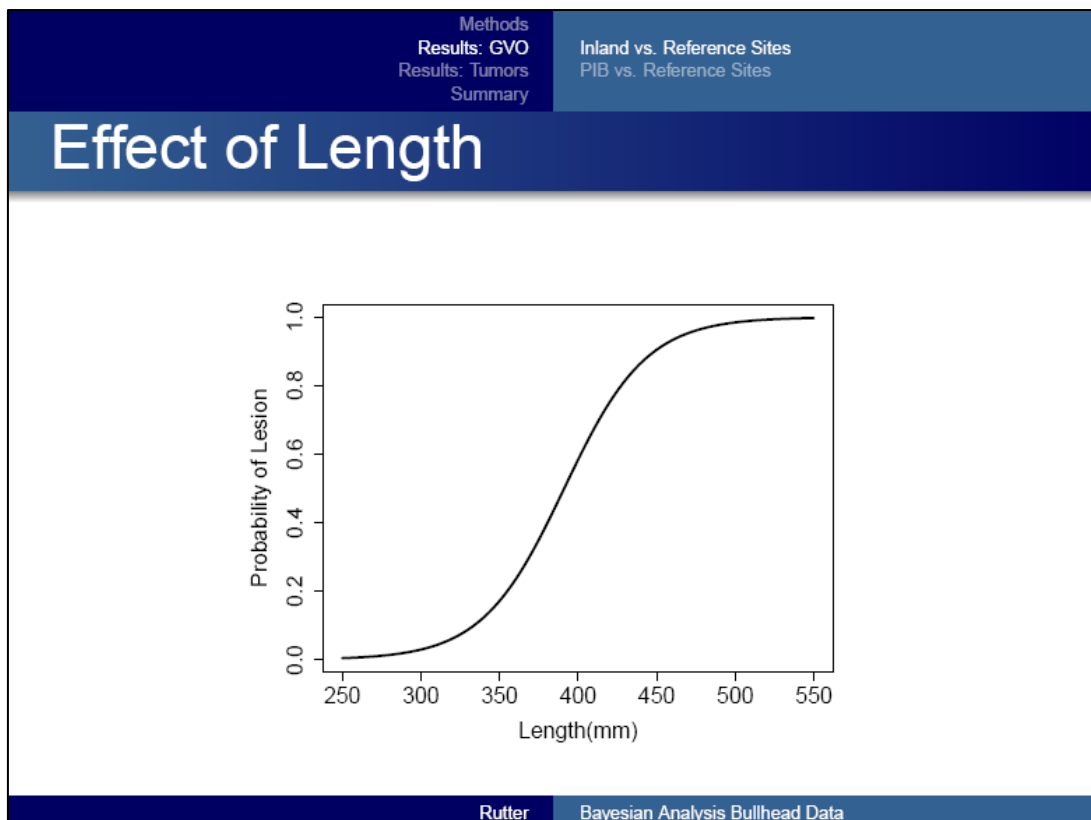 Methods
Results: GVO
Results: Tumors
Summary
Inland vs. Reference Sites
PIB vs. Reference Sites
Effect of Length
Probability of Lesion
1.0
0.8
0.6
0.4
0.2
0.0
250 300 350 400 450 500 550
Length(mm)
Rutter
Bayesian Analysis Bullhead Data